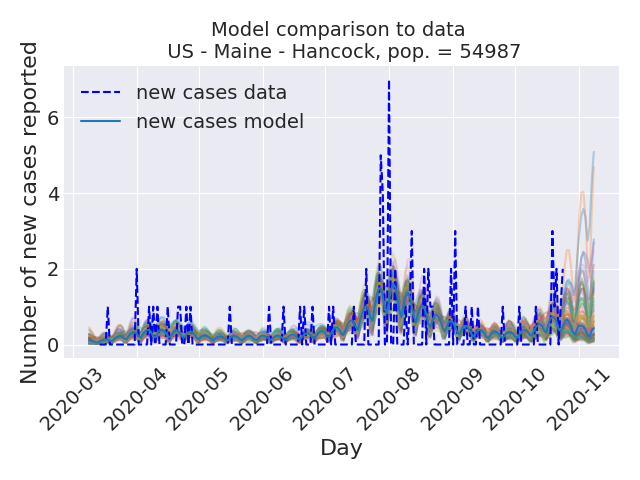 Model comparison to data
US - Maine - Hancock, pop. = 54987
new cases data
new cases model
Number of new cases reported
6
4
2
0
2020-03
2020-04
2020-05
2020-06
2020-07
2020-08
2020-09
2020-10
2020-11
Day